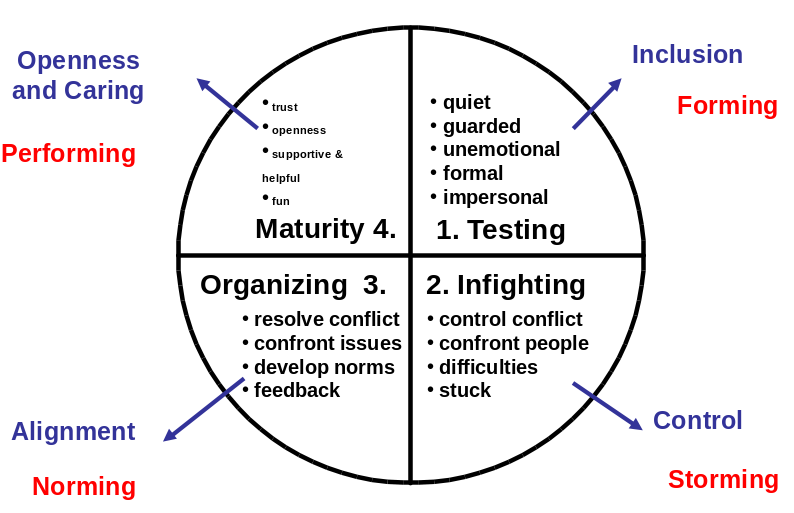 Openness
and Caring
Performing
• trust
• openness
• supportive &
helpful
• fun
Maturity 4.
Inclusion
Forming
• quiet
• guarded
• unemotional
• formal
• impersonal
1. Testing
Organizing 3.
• resolve conflict
• confront issues
• develop norms
• feedback
Alignment
Norming
2. Infighting
• control conflict
• confront people
• difficulties
• stuck
Control
Storming